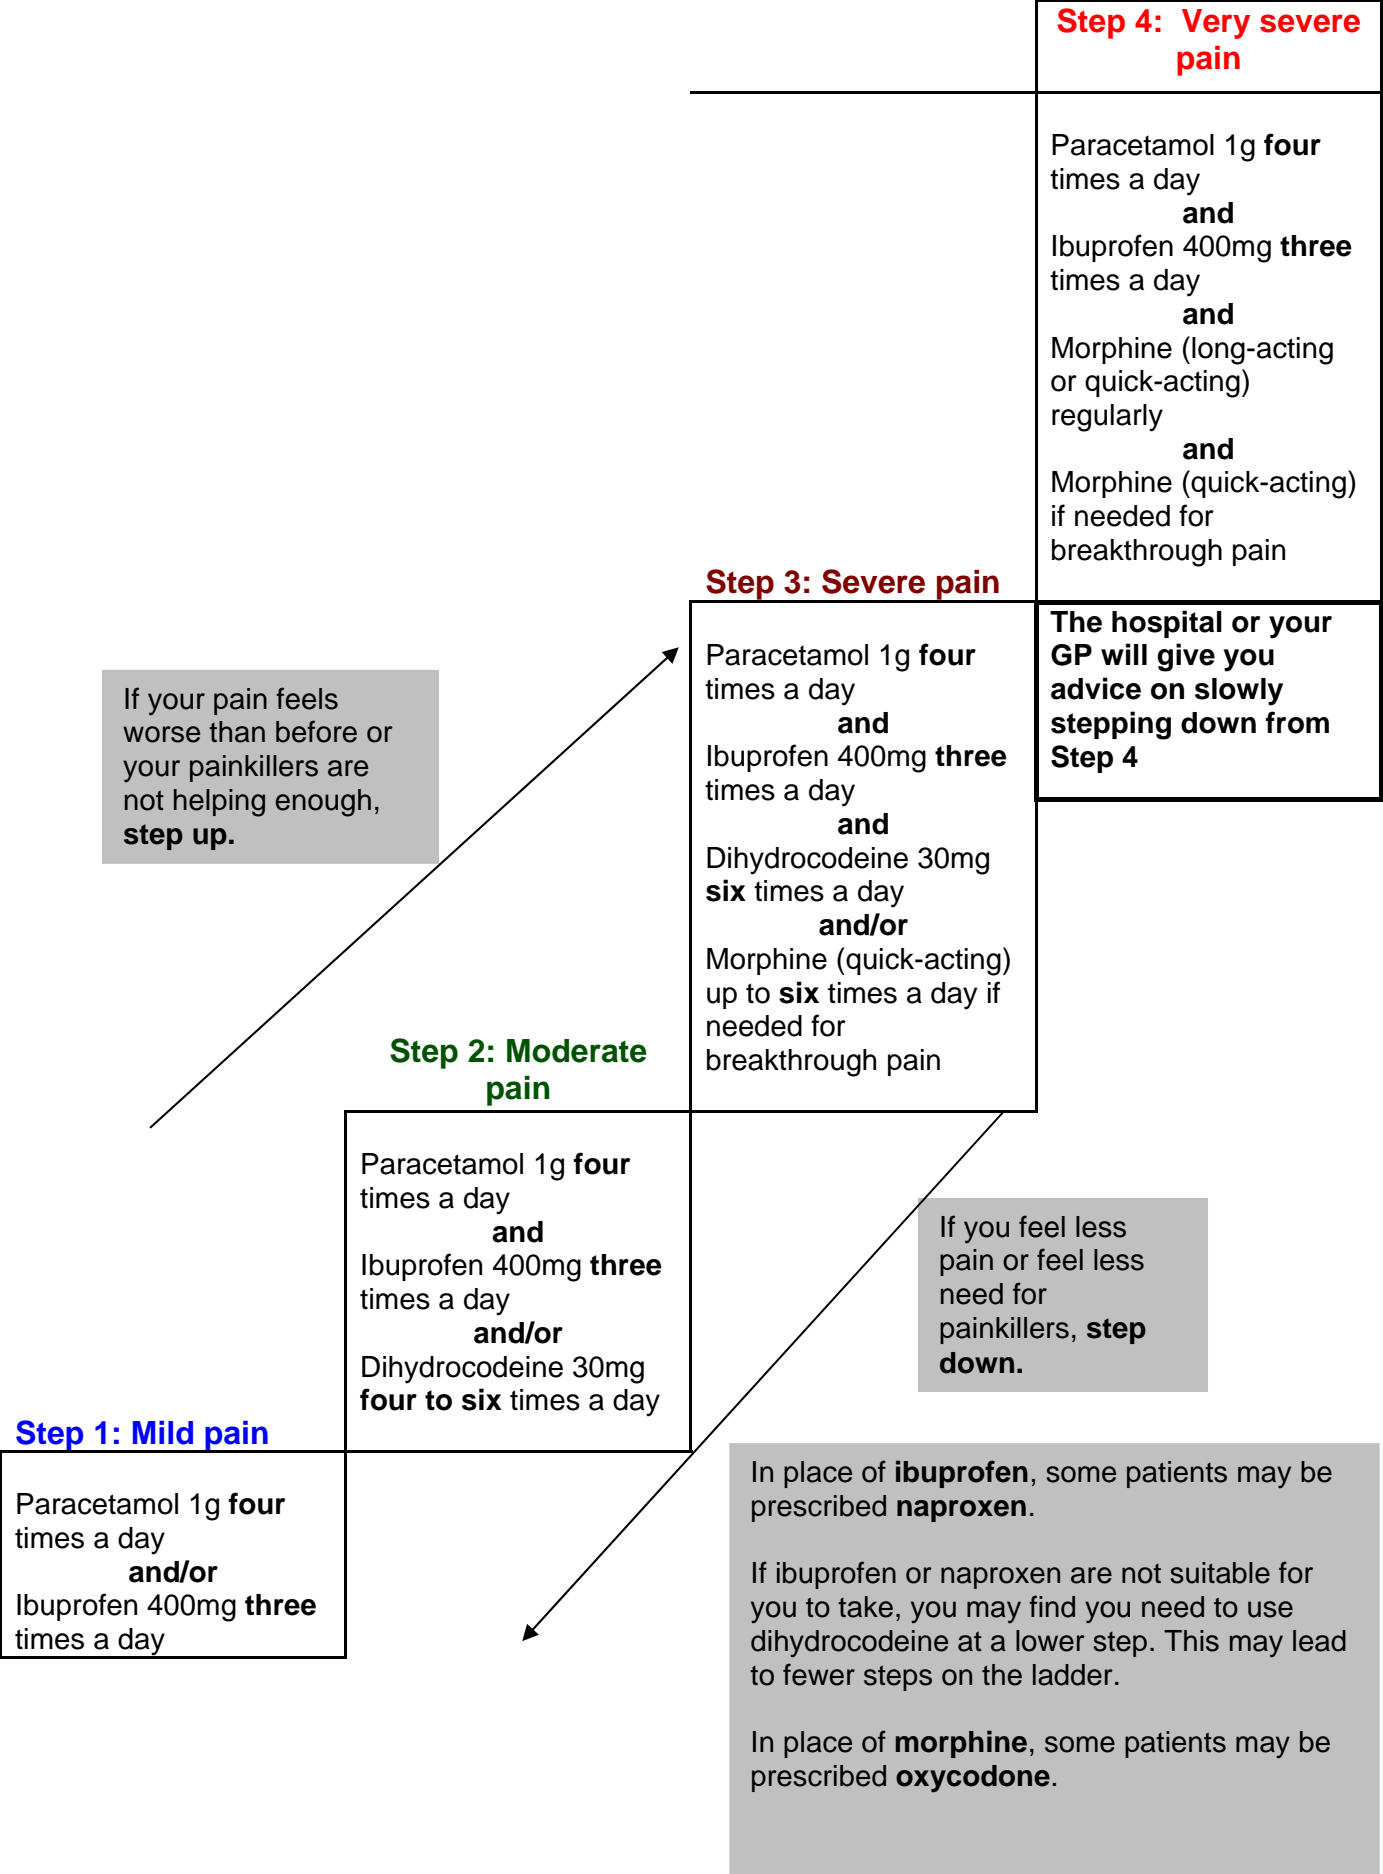 Step 4:  Very severe
pain
Paracetamol 1g four
times a day
and
Ibuprofen 400mg three
times a day
and
Morphine (long-acting
or quick-acting)
regularly
and
Morphine (quick-acting)
if needed for
breakthrough pain
The hospital or your
GP will give you
advice on slowly
stepping down from
Step 4
Step 3: Severe pain
Paracetamol 1g four
times a day
and
Ibuprofen 400mg three
times a day
and
Dihydrocodeine 30mg
six times a day
and/or
Morphine (quick-acting)
up to six times a day if
needed for
breakthrough pain
If your pain feels
worse than before or
your painkillers are
not helping enough,
step up.
Step 2: Moderate
pain
Paracetamol 1g four
times a day
and
Ibuprofen 400mg three
times a day
and/or
Dihydrocodeine 30mg
four to six times a day
If you feel less
pain or feel less
need for
painkillers, step
down.
Step 1: Mild pain
Paracetamol 1g four
times a day
and/or
Ibuprofen 400mg three
times a day
In place of ibuprofen, some patients may be
prescribed naproxen.
If ibuprofen or naproxen are not suitable for
you to take, you may find you need to use
dihydrocodeine at a lower step. This may lead
to fewer steps on the ladder.
In place of morphine, some patients may be
prescribed oxycodone.